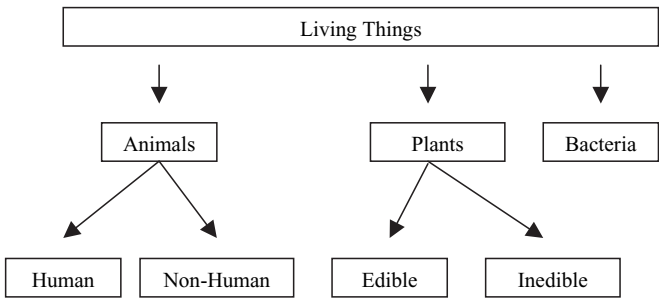 Living Things
Animals
Plants
Bacteria
Human
Non-Human
Edible
Inedible